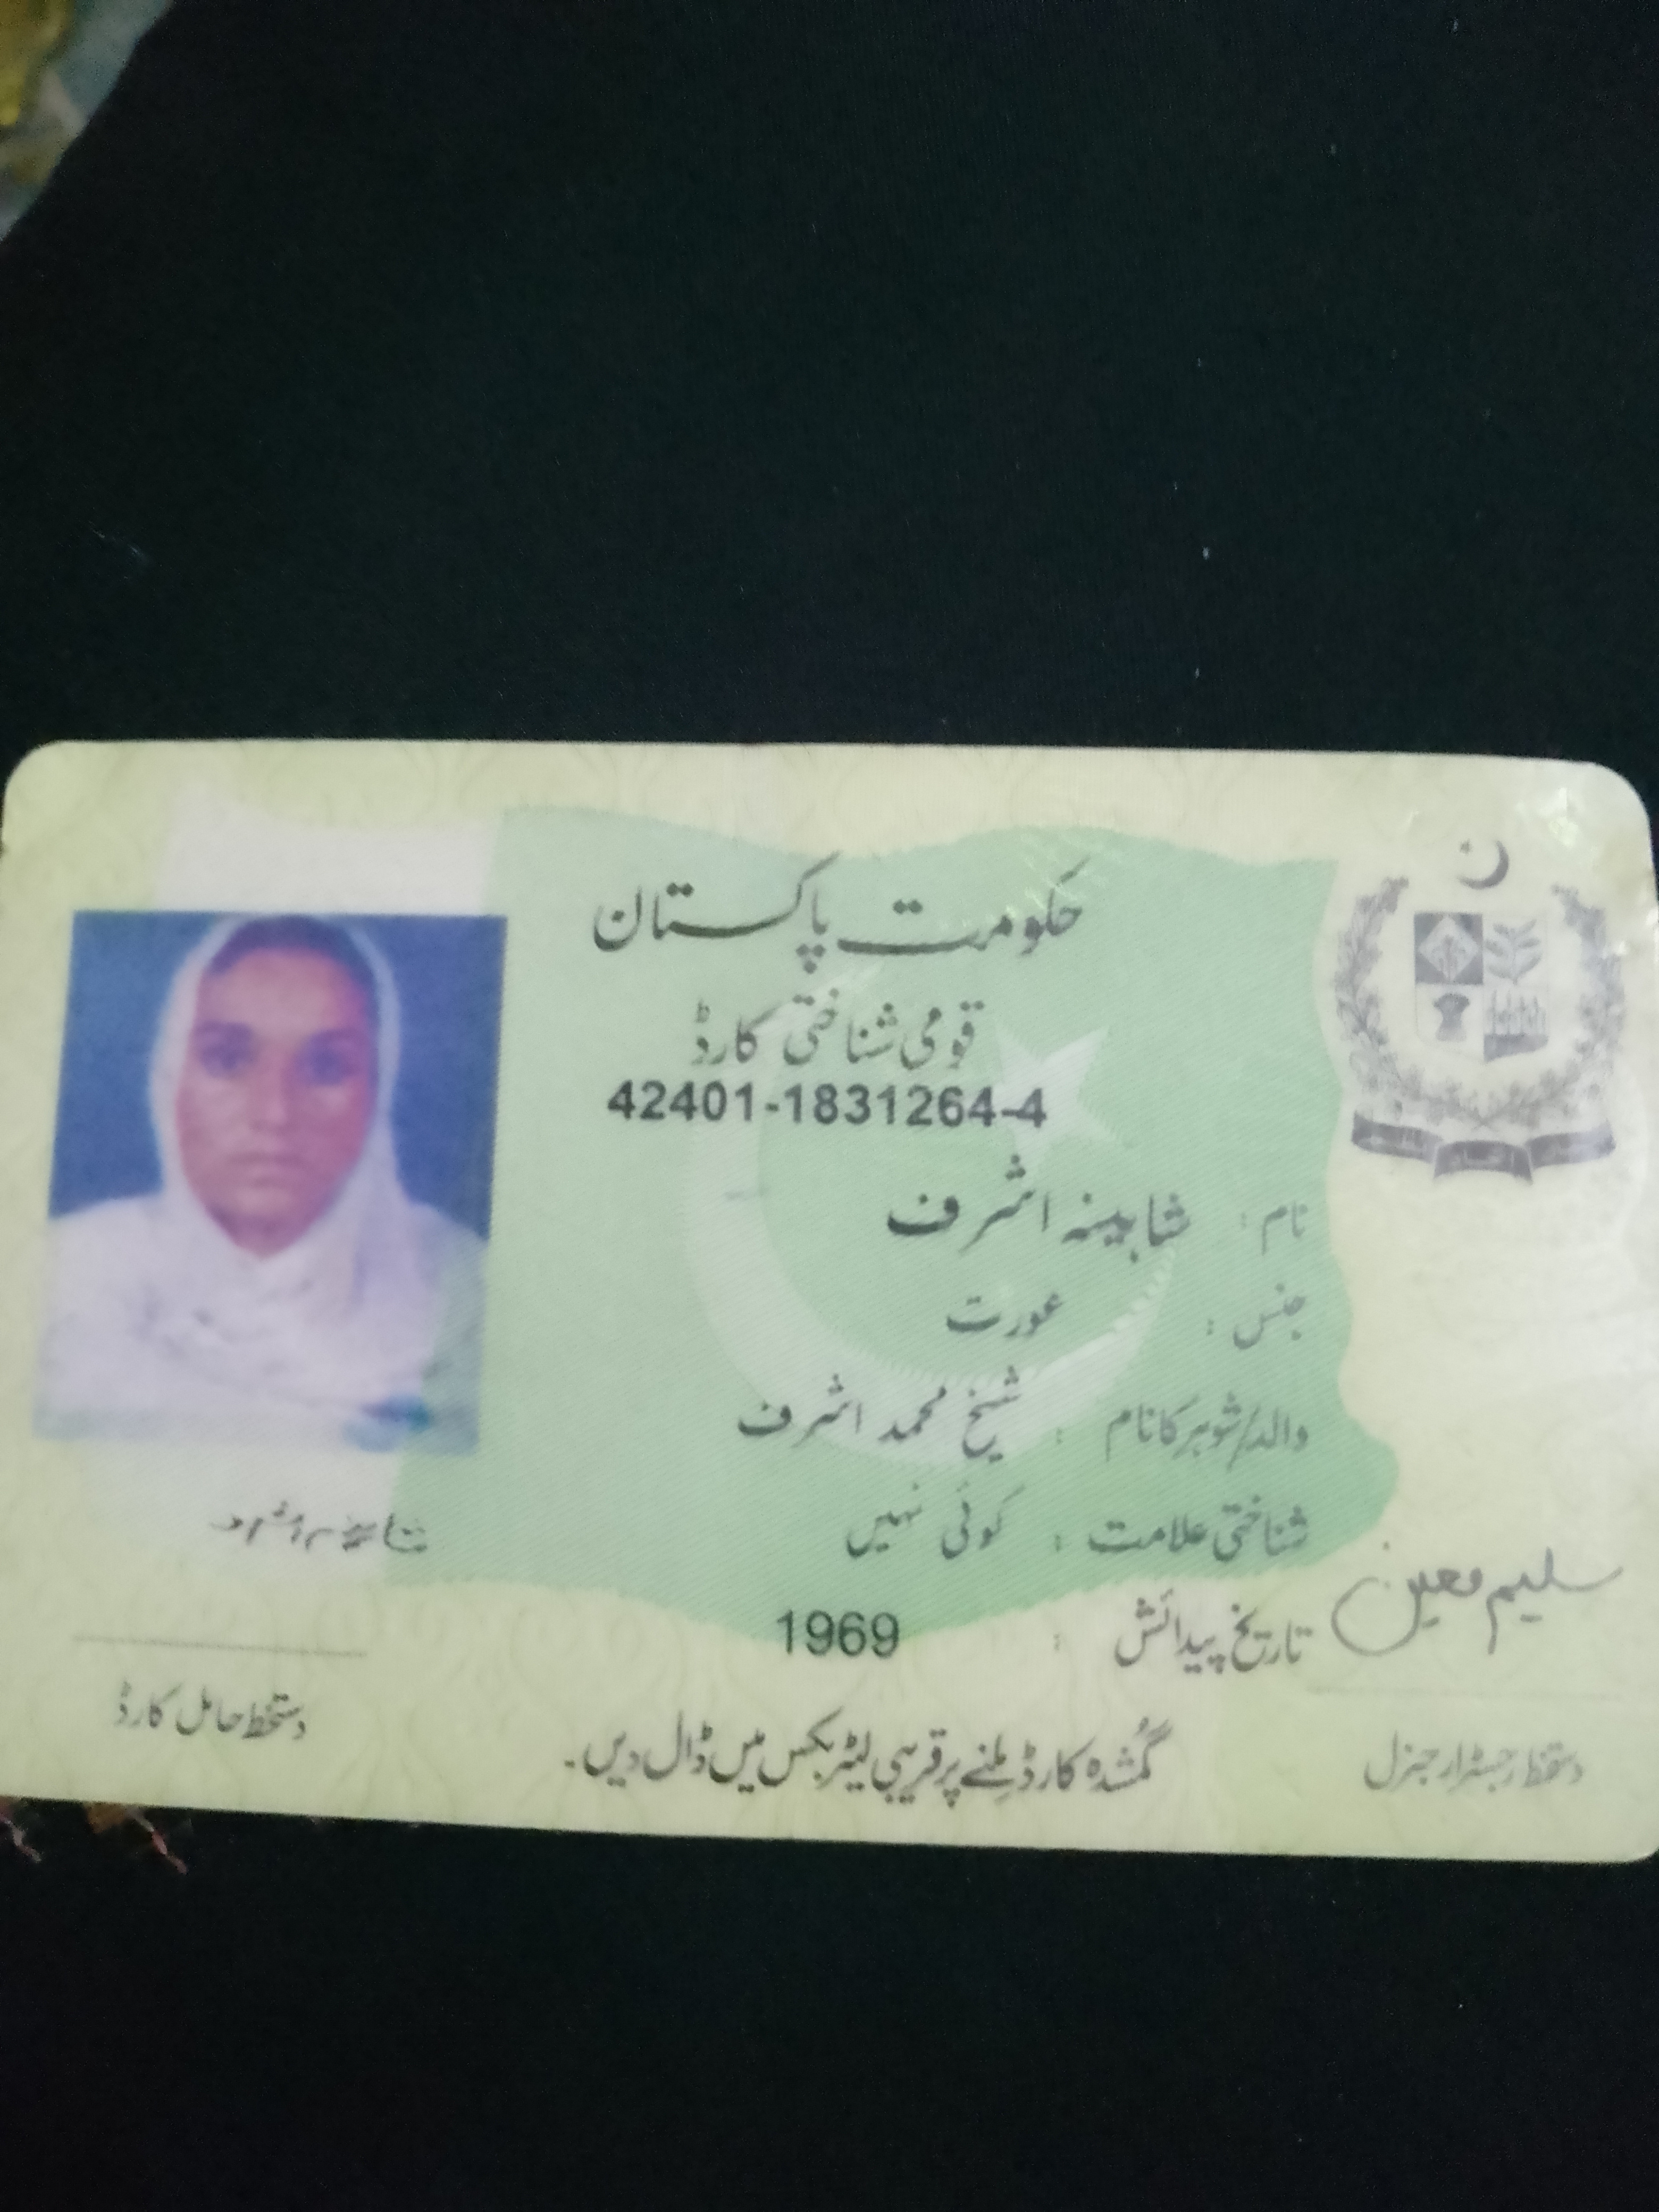 حکومت پاکستان
قومی شناختی کارڈ
42401-1831264-4
نام : شاہینہ اشرف
جنس : عورت
والد/شوہر کا نام : شیخ محمد اشرف
شناختی علامت : کوئی نہیں
تاریخ پیدائش : 1969
سلیم معین
دستخط رجسٹرار جنرل
دستخط حامل کارڈ
گمشدہ کارڈ ملنے پر قریبی لیٹر بکس میں ڈال دیں۔